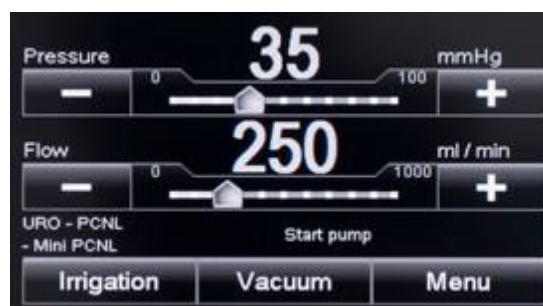 Pressure 35 mmHg
− 0 100 +
Flow 250 ml / min
− 0 1000 +
URO - PCNL
- Mini PCNL
Start pump
Irrigation Vacuum Menu